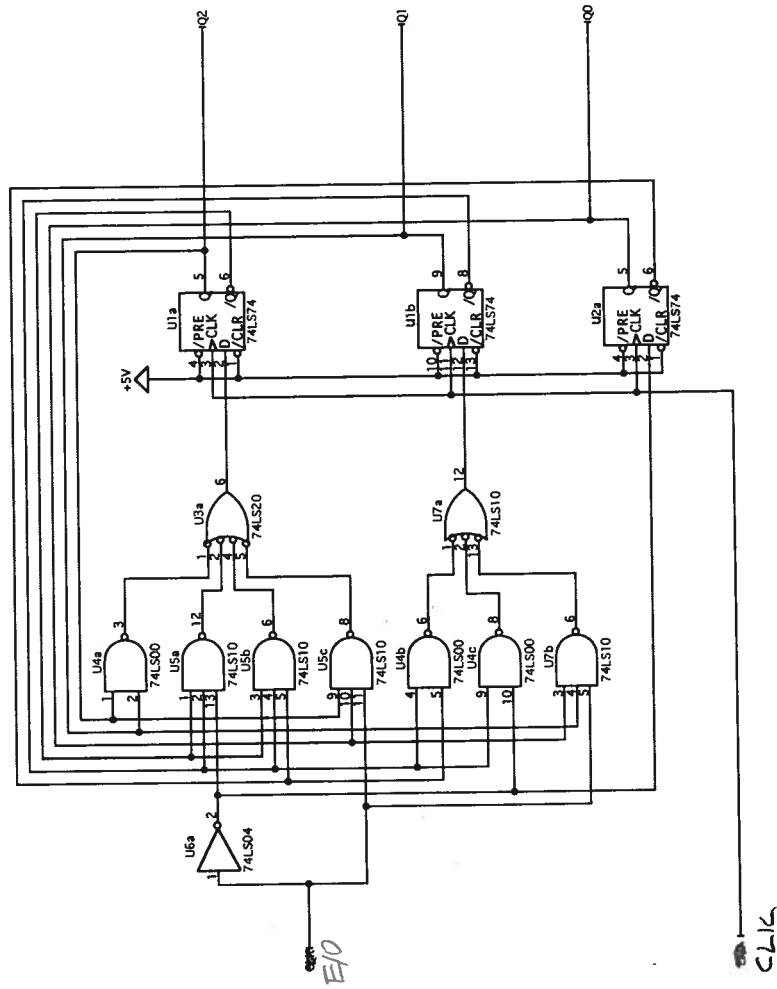 Q2
Q1
Q0
+5V
U1a
4
3
2
1
/PRE
CLK
D
/CLR
Q
/Q
5
6
74LS74
U1b
10
11
12
13
/PRE
CLK
D
/CLR
Q
/Q
9
8
74LS74
U2a
4
3
2
1
/PRE
CLK
D
/CLR
Q
/Q
5
6
74LS74
U3a
1
2
4
5
6
74LS20
U7a
1
2
13
12
74LS10
U4a
1
2
3
74LS00
U5a
1
2
13
12
74LS10
U5b
3
4
5
6
74LS10
U5c
9
10
11
8
74LS10
U4b
4
5
6
74LS00
U4c
9
10
8
74LS00
U7b
3
4
5
6
74LS10
U6a
1
2
74LS04
E/O
CLK